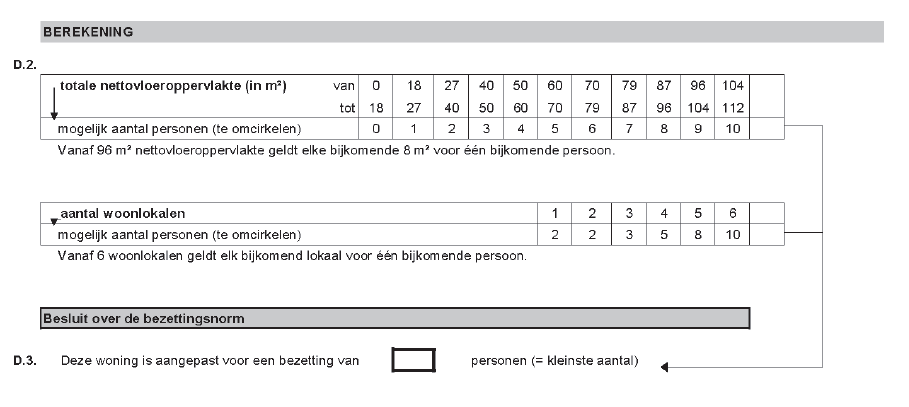 BEREKENING
D.2.
totale nettovloeroppervlakte (in m²) van 0 18 27 40 50 60 70 79 87 96 104
tot 18 27 40 50 60 70 79 87 96 104 112
mogelijk aantal personen (te omcirkelen) 0 1 2 3 4 5 6 7 8 9 10
Vanaf 96 m² nettovloeroppervlakte geldt elke bijkomende 8 m² voor één bijkomende persoon.
aantal woonlokalen 1 2 3 4 5 6
mogelijk aantal personen (te omcirkelen) 2 2 3 5 8 10
Vanaf 6 woonlokalen geldt elk bijkomend lokaal voor één bijkomende persoon.
Besluit over de bezettingsnorm
D.3. Deze woning is aangepast voor een bezetting van personen (= kleinste aantal)